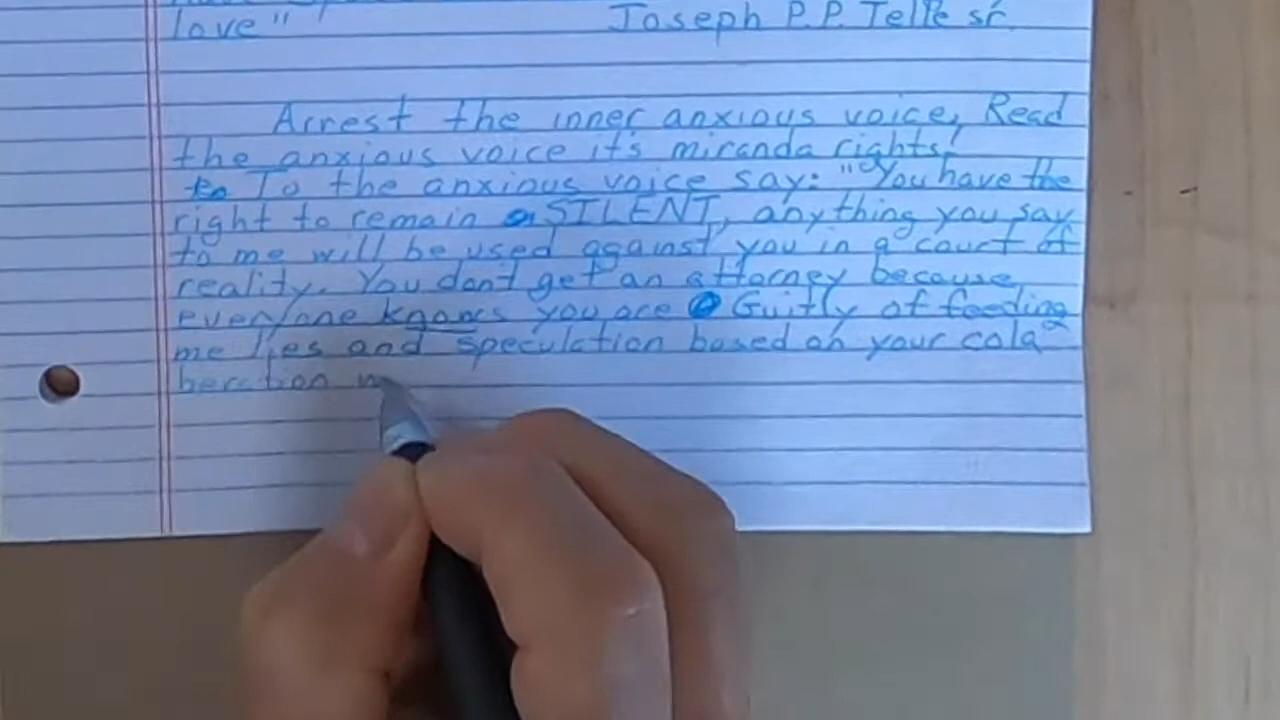 love" Joseph P.P. Telle sr.
Arrest the inner anxious voice, Read
the anxious voice it's miranda rights!
to To the anxious voice say: "You have the
right to remain SILENT, anything you say
to me will be used against you in a court of
reality. You don't get an attorney because
everyone knows you are Guitly of feeding
me lies and speculation based on your cola
beration w